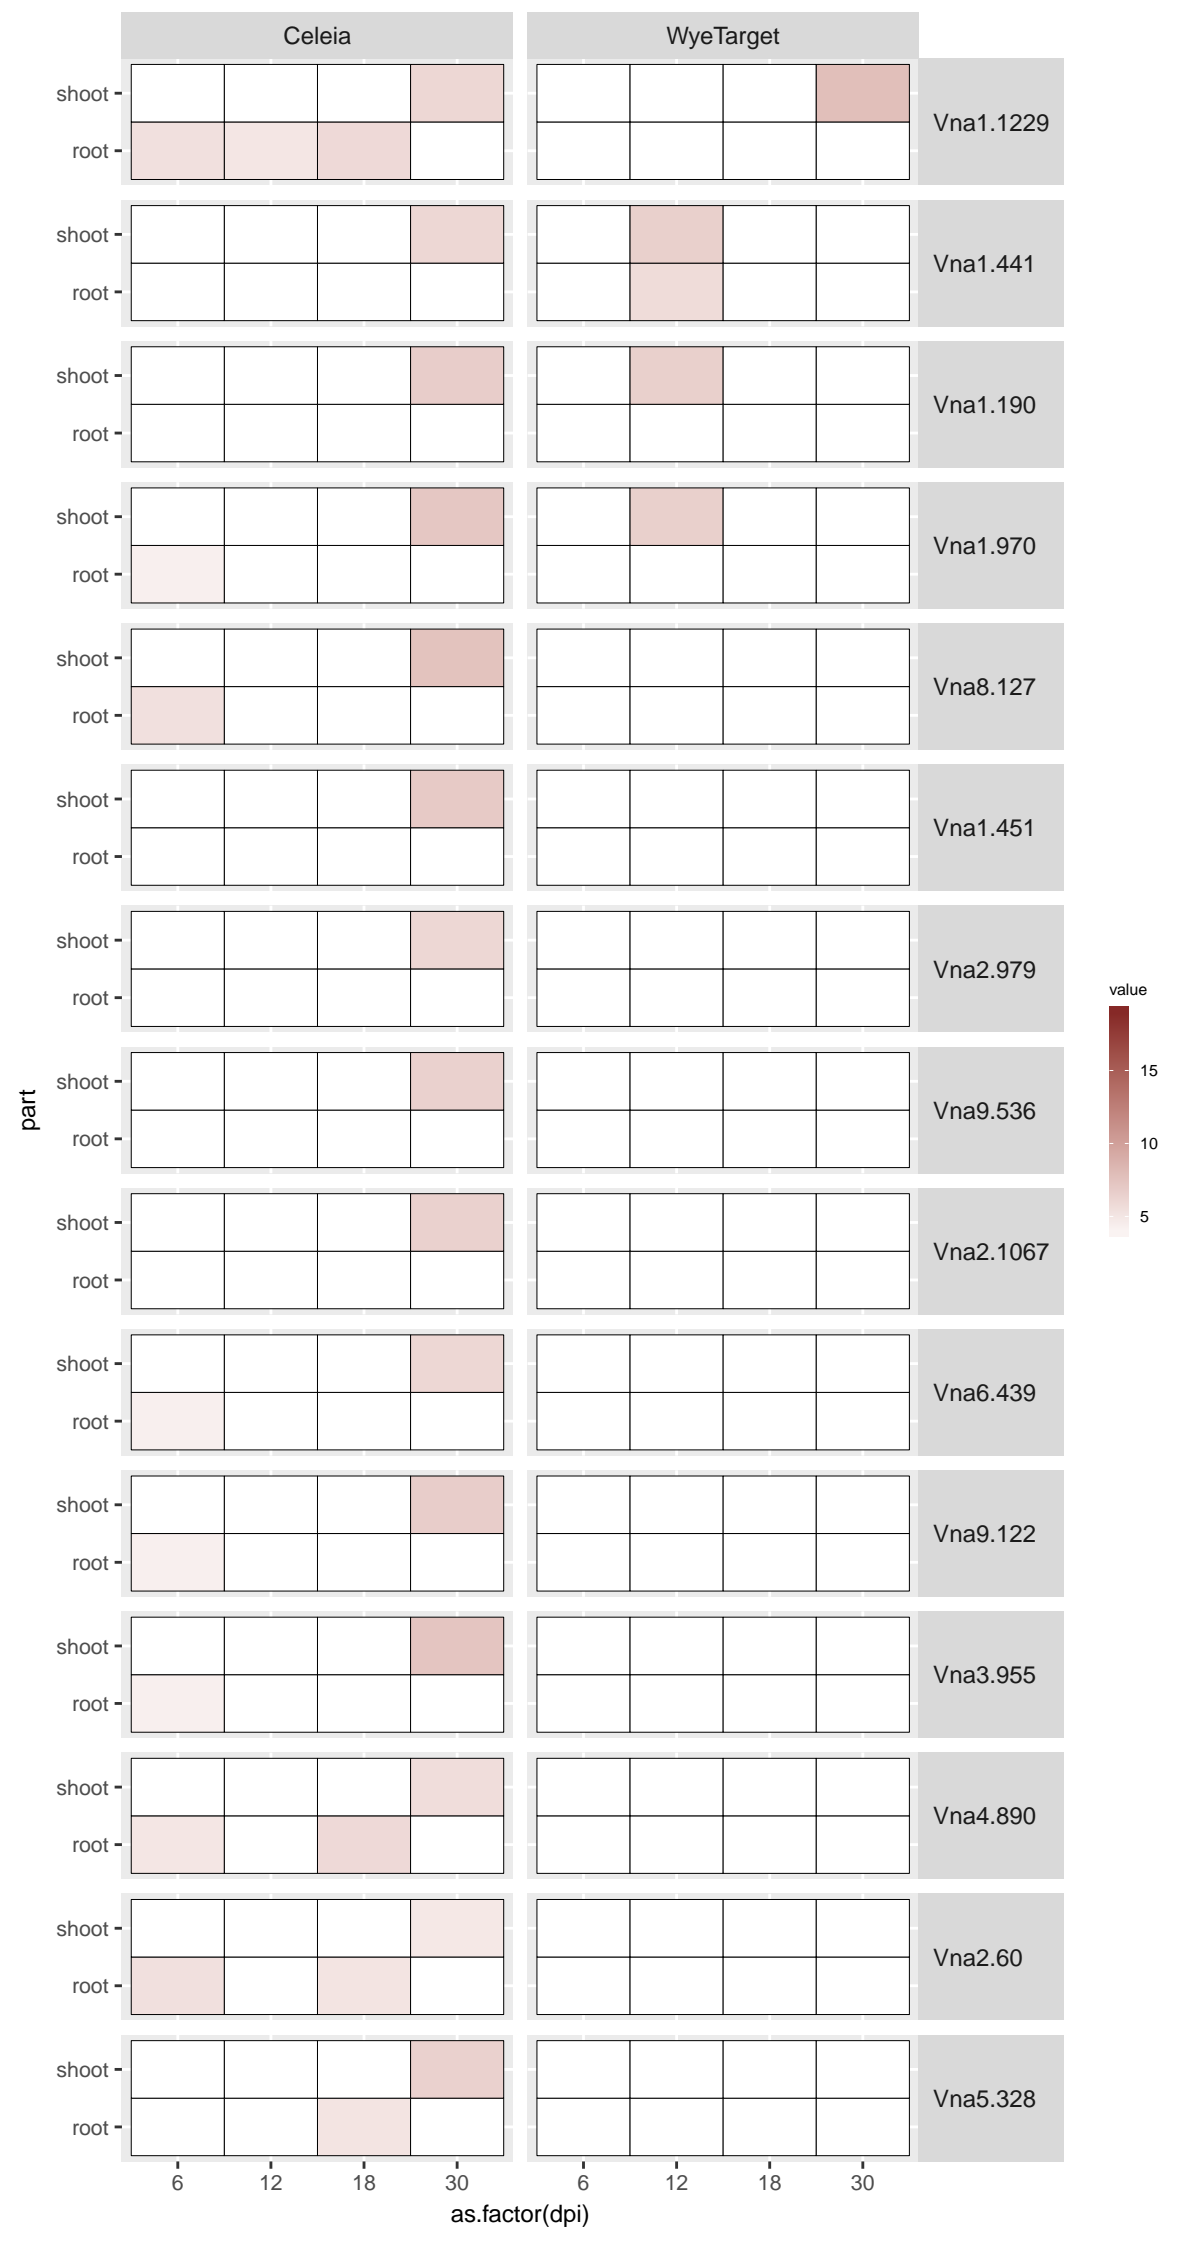 Celeia WyeTarget
shoot
root
Vna1.1229
shoot
root
Vna1.441
shoot
root
Vna1.190
shoot
root
Vna1.970
shoot
root
Vna8.127
shoot
root
Vna1.451
shoot
root
Vna2.979
shoot
root
Vna9.536
shoot
root
Vna2.1067
shoot
root
Vna6.439
shoot
root
Vna9.122
shoot
root
Vna3.955
shoot
root
Vna4.890
shoot
root
Vna2.60
shoot
root
Vna5.328
6 12 18 30 6 12 18 30
as.factor(dpi)
part
value
15
10
5